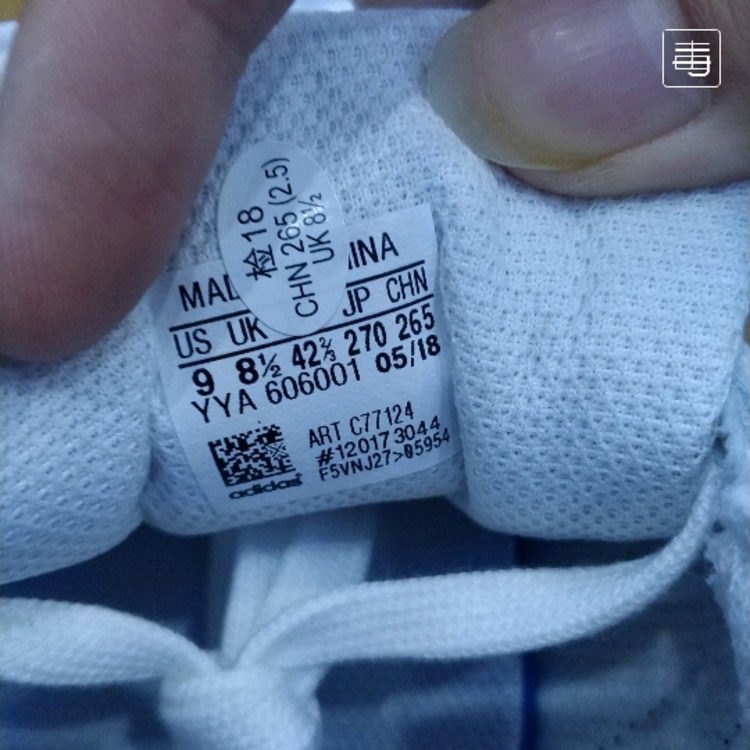 毒
检18
CHN 265 (2.5)
UK 8½
MAD INA
US UK JP CHN
9 8½ 42⅔ 270 265
YYA 606001 05/18
ART C77124
#120173044
F5VNJ27>05954
adidas